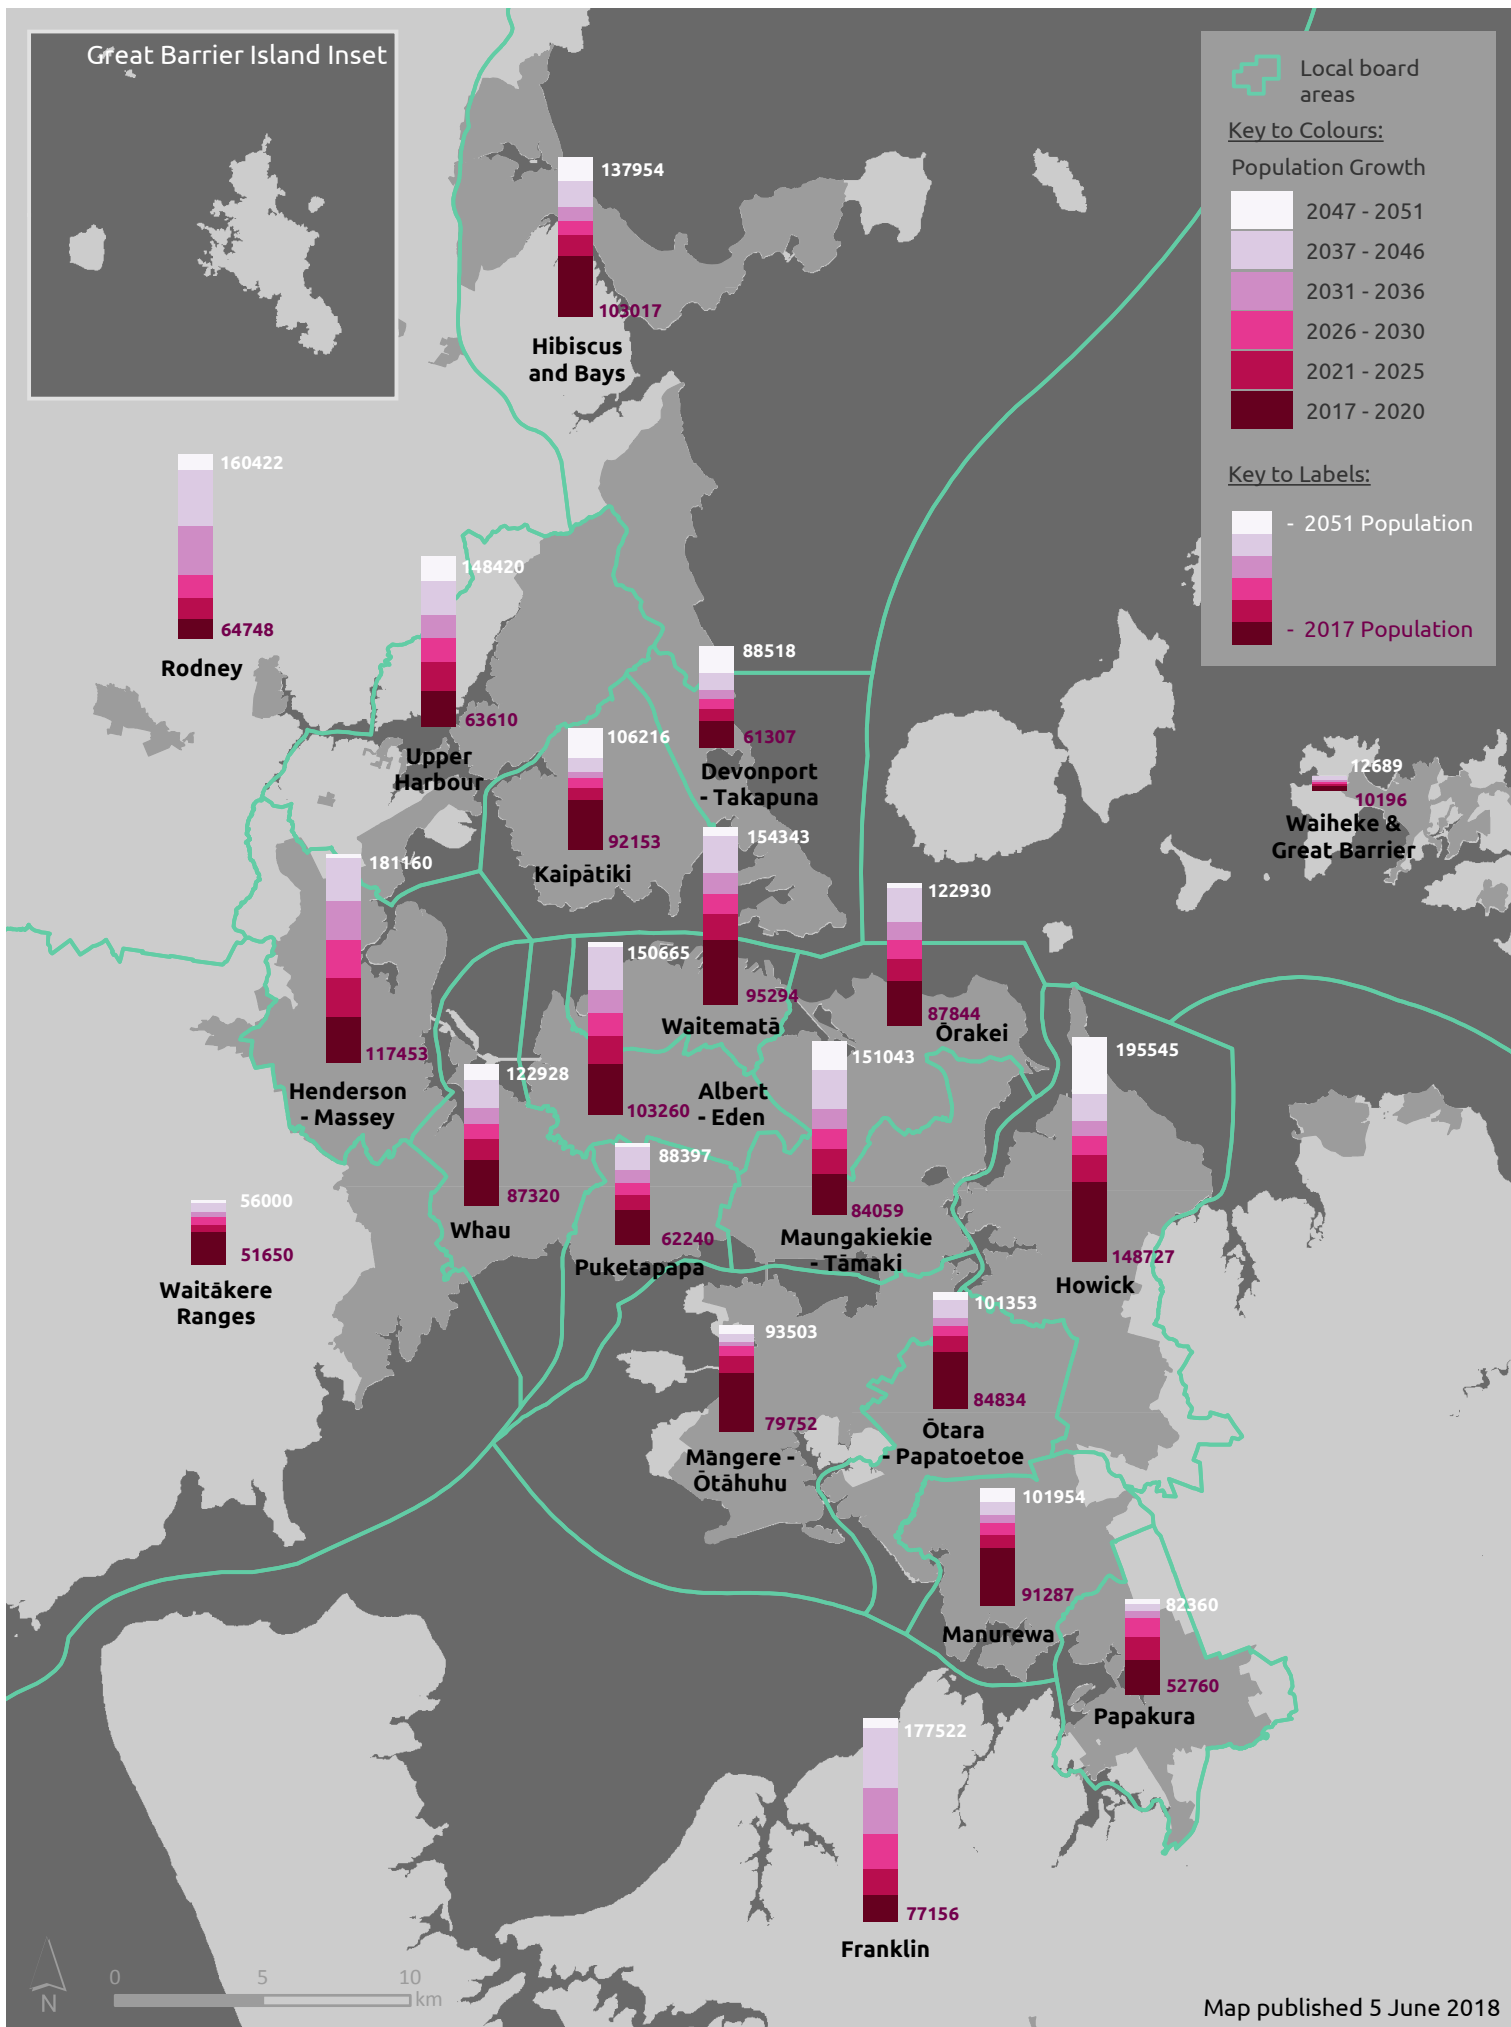 Great Barrier Island Inset
Local board
areas
Key to Colours:
Population Growth
2047 - 2051
2037 - 2046
2031 - 2036
2026 - 2030
2021 - 2025
2017 - 2020
Key to Labels:
- 2051 Population
- 2017 Population
137954
103017
Hibiscus
and Bays
160422
64748
Rodney
148420
63610
Upper
Harbour
88518
61307
Devonport
- Takapuna
106216
92153
Kaipātiki
12689
10196
Waiheke &
Great Barrier
154343
95294
Waitematā
181160
117453
Henderson
- Massey
122930
87844
Ōrakei
150665
103260
Albert
- Eden
151043
84059
Maungakiekie
- Tāmaki
195545
148727
Howick
122928
87320
Whau
88397
62240
Puketapapa
56000
51650
Waitākere
Ranges
101353
84834
Ōtara
- Papatoetoe
93503
79752
Māngere -
Ōtāhuhu
101954
91287
Manurewa
82360
52760
Papakura
177522
77156
Franklin
N
0 5 10
km
Map published 5 June 2018